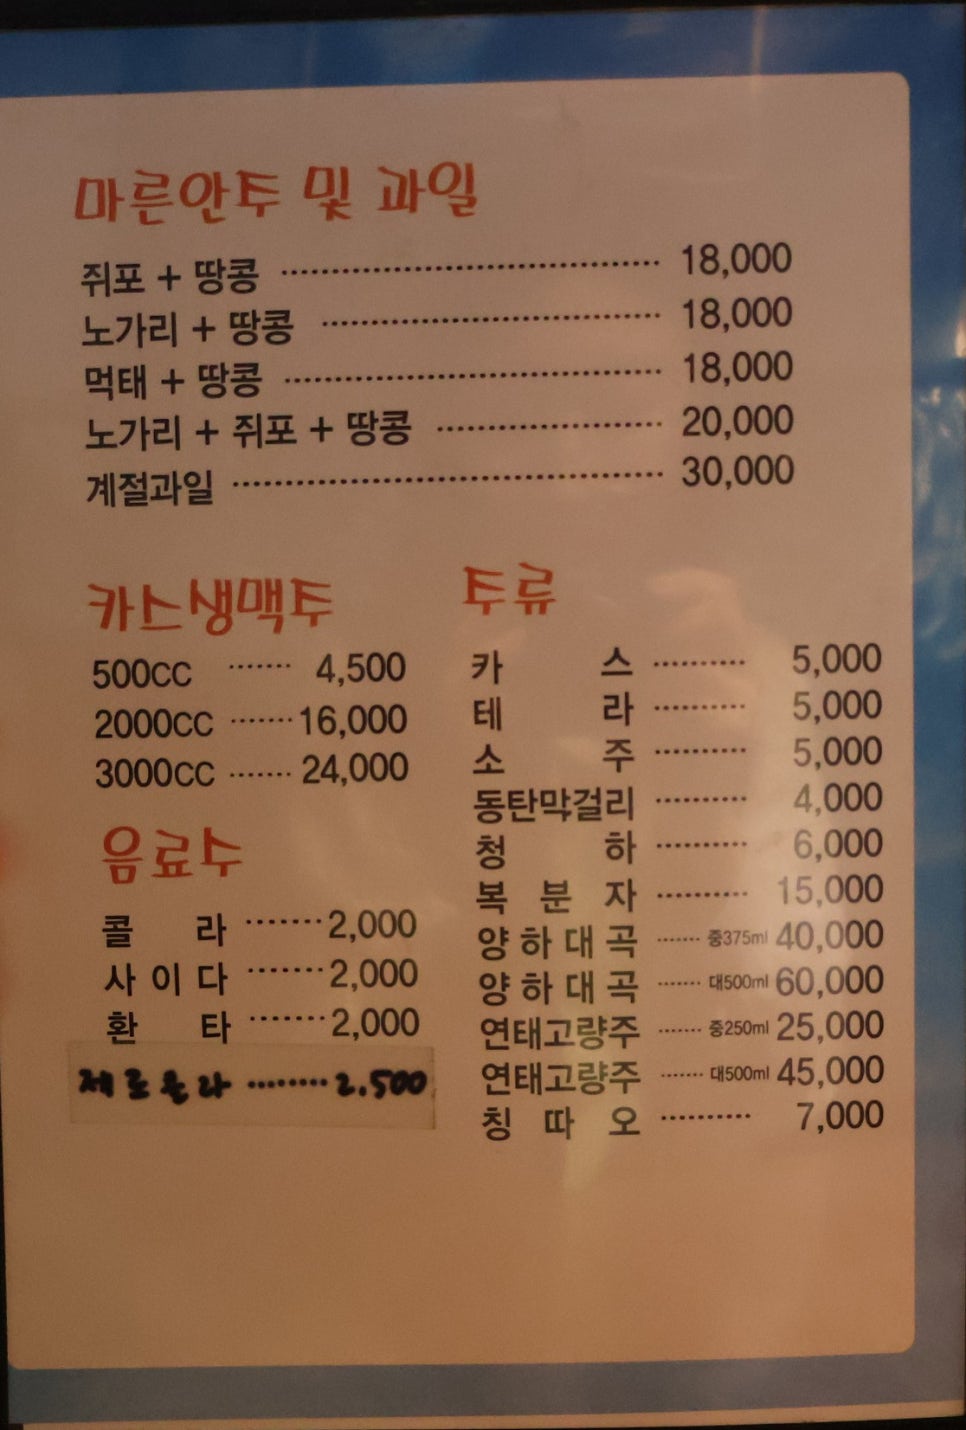 마른안주 및 과일
쥐포 + 땅콩 ······ 18,000
노가리 + 땅콩 ······ 18,000
먹태 + 땅콩 ······ 18,000
노가리 + 쥐포 + 땅콩 ······ 20,000
계절과일 ······ 30,000
카스생맥주
500CC ······ 4,500
2000CC ······ 16,000
3000CC ······ 24,000
음료수
콜라 ······ 2,000
사이다 ······ 2,000
환타 ······ 2,000
제로콜라 ········ 2.500
주류
카스 ······ 5,000
테라 ······ 5,000
소주 ······ 5,000
동탄막걸리 ······ 4,000
청하 ······ 6,000
복분자 ······ 15,000
양하대곡 ······ 중375ml 40,000
양하대곡 ······ 대500ml 60,000
연태고량주 ······ 중250ml 25,000
연태고량주 ······ 대500ml 45,000
칭따오 ······ 7,000